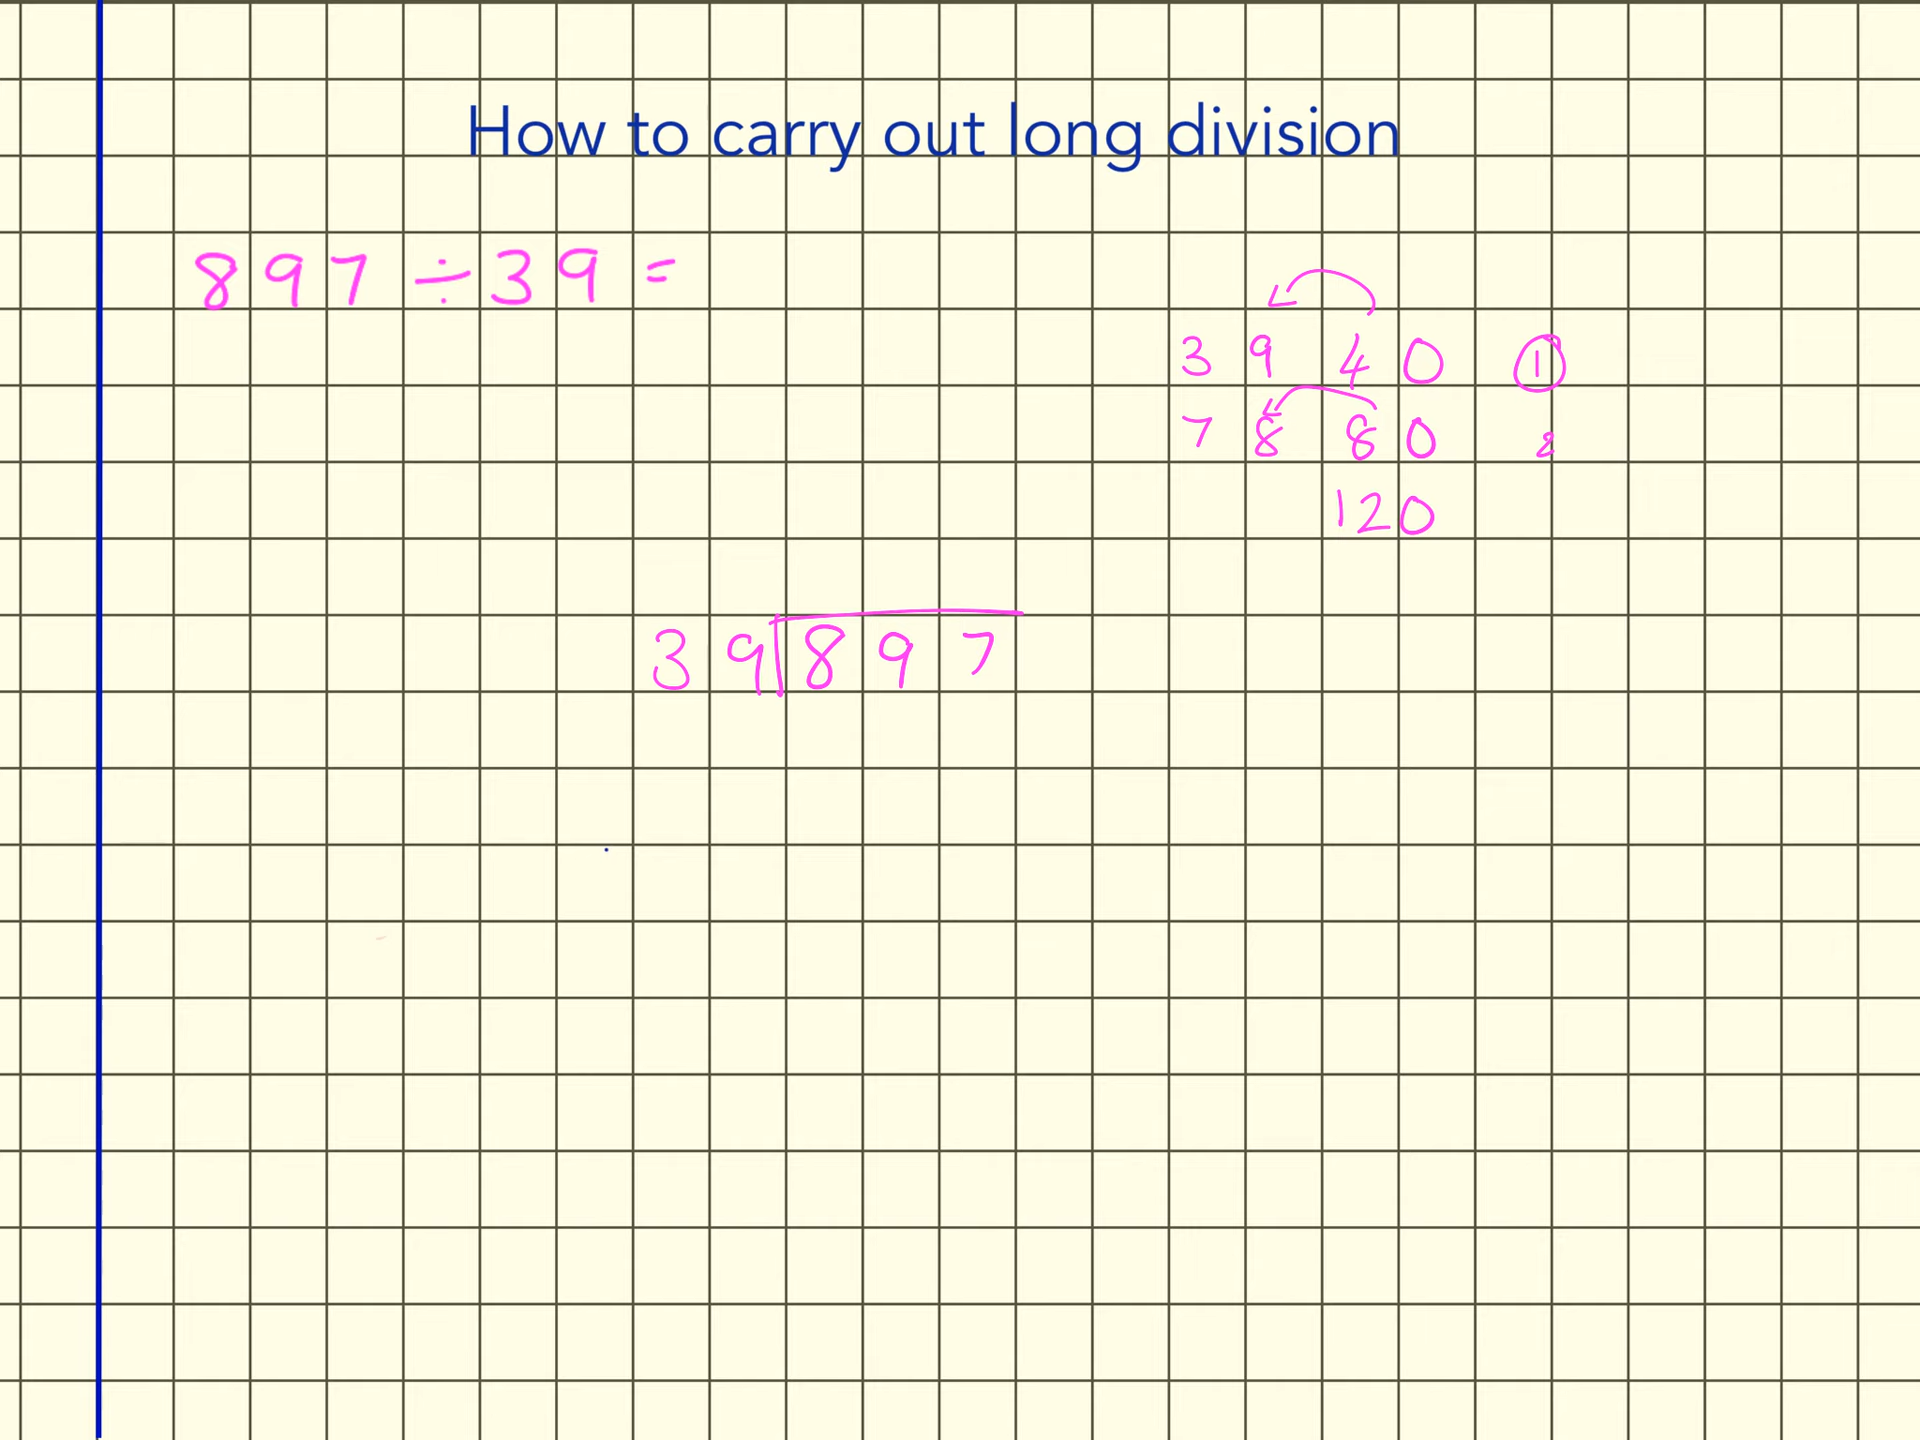 How to carry out long division
897 ÷ 39 =
39 40 1
78 80 2
120
39 897